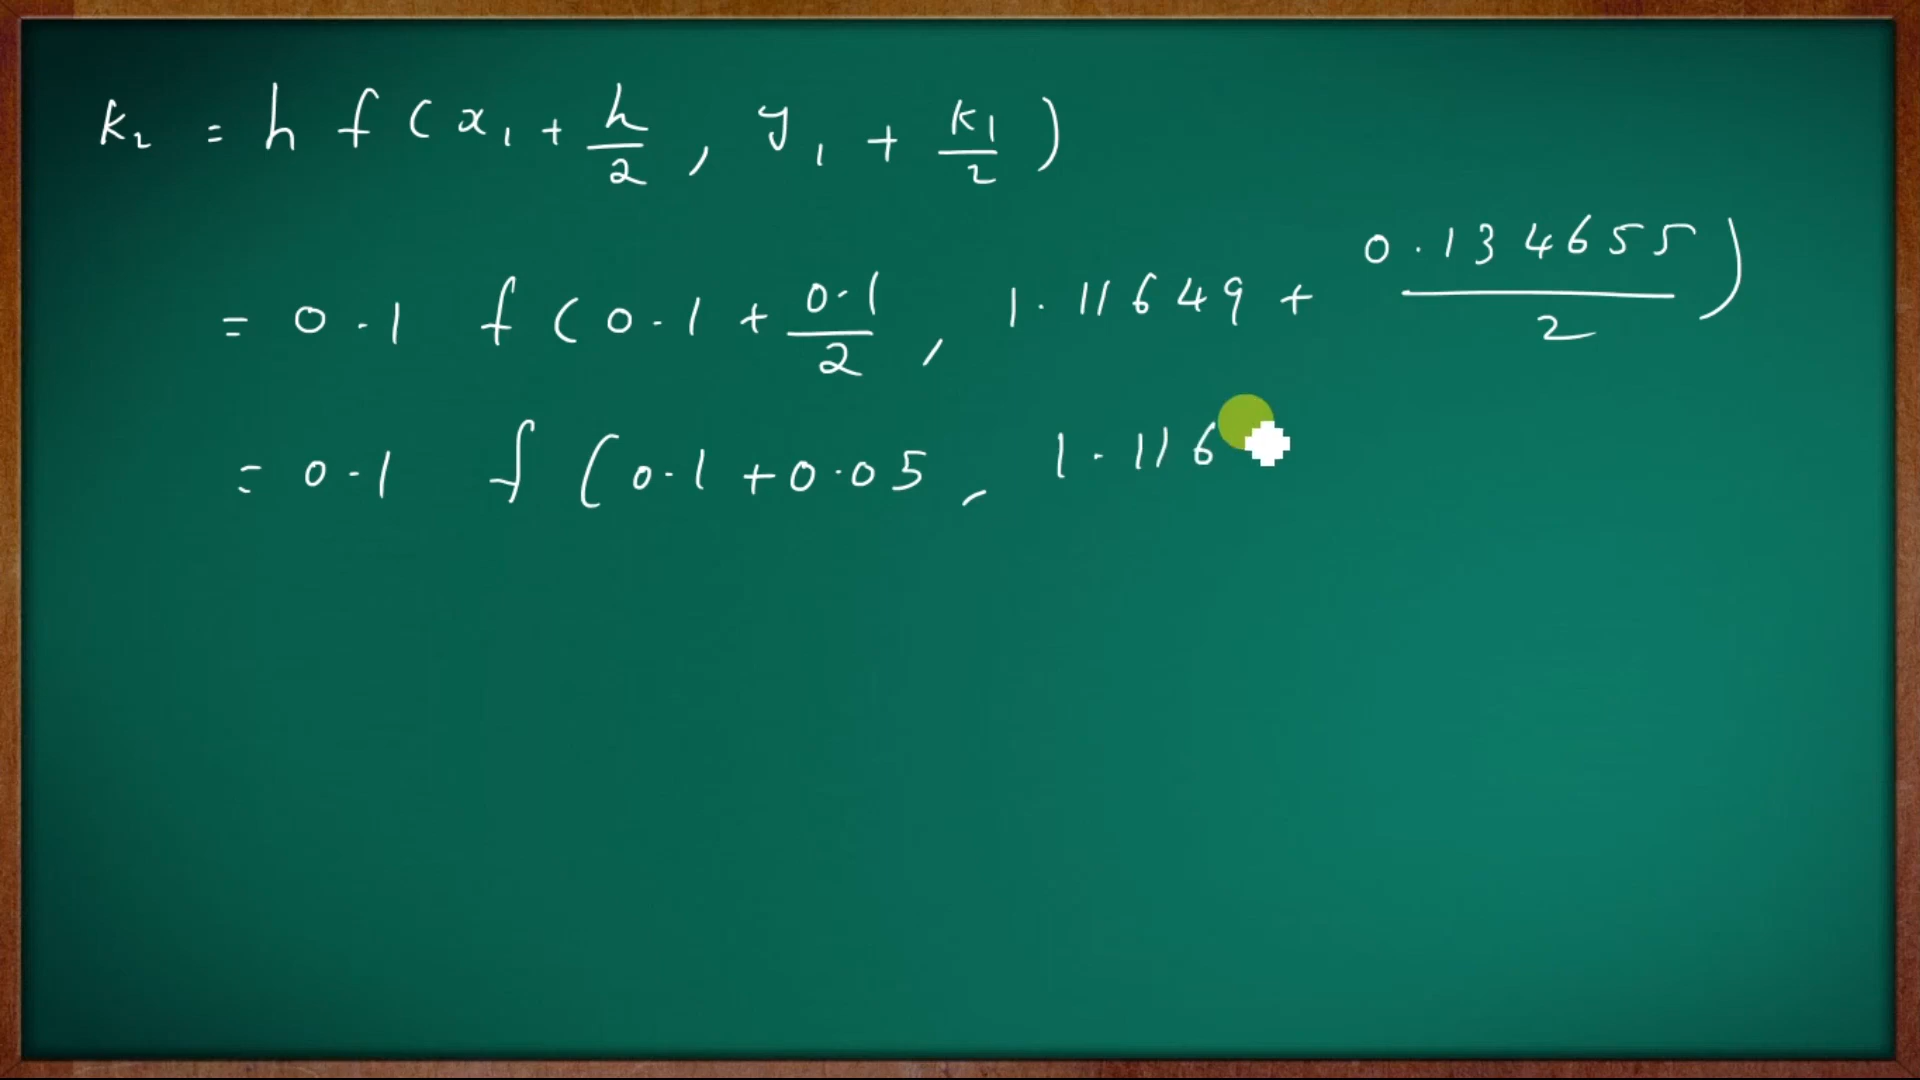 k₂ = h f(x₁ + h/2, y₁ + k₁/2)
= 0.1 f(0.1 + 0.1/2, 1.11649 + 0.134655/2)
= 0.1 f(0.1 + 0.05, 1.116